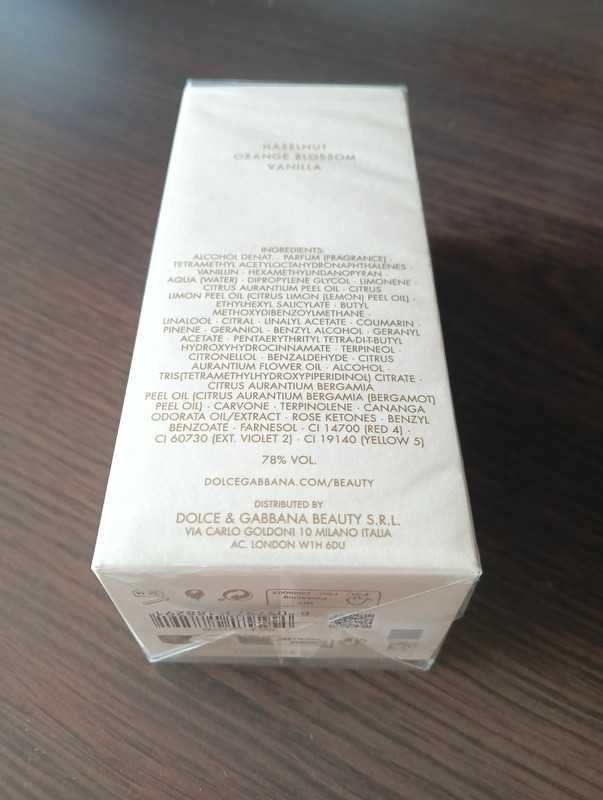 HAZELNUT
ORANGE BLOSSOM
VANILLA
INGREDIENTS:
ALCOHOL DENAT. · PARFUM (FRAGRANCE) ·
TETRAMETHYL ACETYLOCTAHYDRONAPHTHALENES ·
VANILLIN · HEXAMETHYLINDANOPYRAN ·
AQUA (WATER) · DIPROPYLENE GLYCOL · LIMONENE ·
CITRUS AURANTIUM PEEL OIL · CITRUS
LIMON PEEL OIL (CITRUS LIMON (LEMON) PEEL OIL) ·
ETHYLHEXYL SALICYLATE · BUTYL
METHOXYDIBENZOYLMETHANE ·
LINALOOL · CITRAL · LINALYL ACETATE · COUMARIN ·
PINENE · GERANIOL · BENZYL ALCOHOL · GERANYL
ACETATE · PENTAERYTHRITYL TETRA-DI-T-BUTYL
HYDROXYHYDROCINNAMATE · TERPINEOL ·
CITRONELLOL · BENZALDEHYDE · CITRUS
AURANTIUM FLOWER OIL · ALCOHOL ·
TRIS(TETRAMETHYLHYDROXYPIPERIDINOL) CITRATE ·
CITRUS AURANTIUM BERGAMIA
PEEL OIL (CITRUS AURANTIUM BERGAMIA (BERGAMOT)
PEEL OIL) · CARVONE · TERPINOLENE · CANANGA
ODORATA OIL/EXTRACT · ROSE KETONES · BENZYL
BENZOATE · FARNESOL · CI 14700 (RED 4) ·
CI 60730 (EXT. VIOLET 2) · CI 19140 (YELLOW 5)
78% VOL.
DOLCEGABBANA.COM/BEAUTY
DISTRIBUTED BY
DOLCE & GABBANA BEAUTY S.R.L.
VIA CARLO GOLDONI 10 MILANO ITALIA
AC. LONDON W1H 6DU